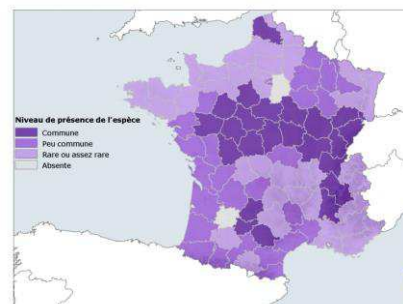 Niveau de présence de l'espèce
Commune
Peu commune
Rare ou assez rare
Absente